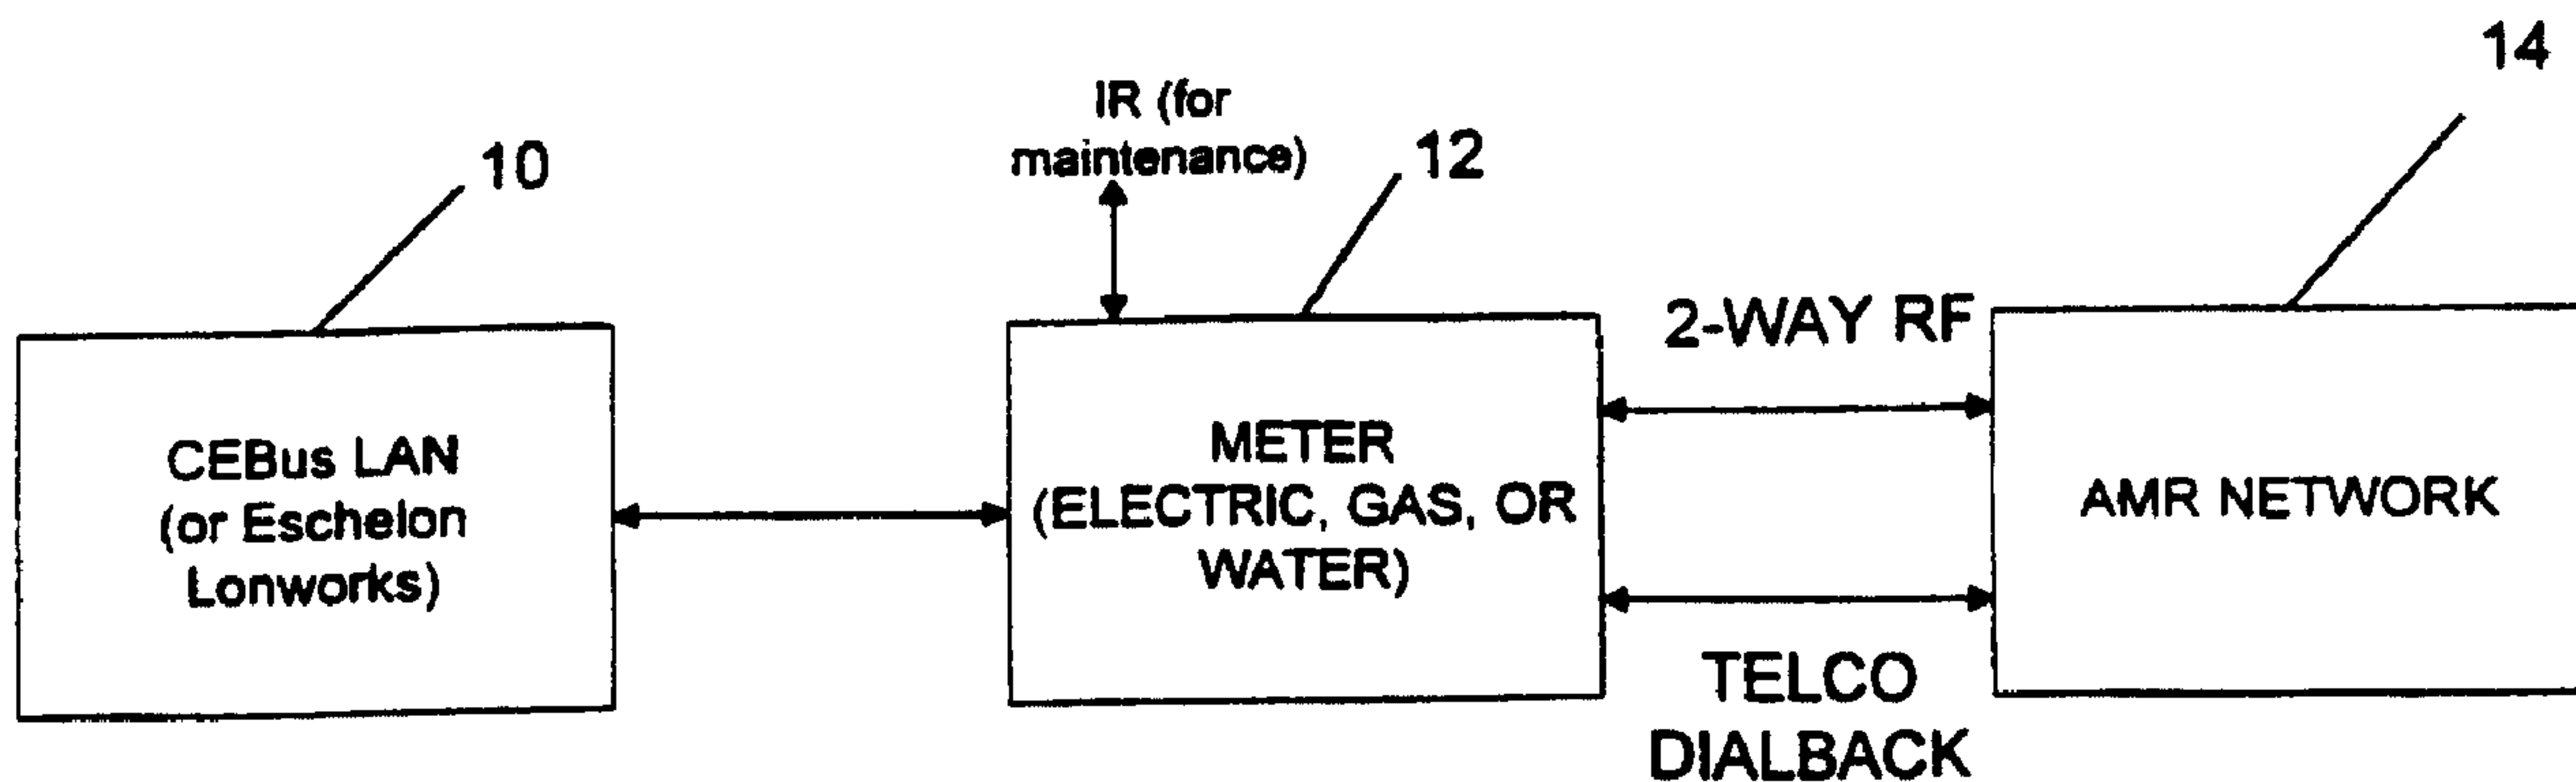 14
IR (for
maintenance)
10
12
2-WAY RF
CEBus LAN
(or Eschelon
Lonworks)
METER
(ELECTRIC, GAS, OR
WATER)
AMR NETWORK
TELCO
DIALBACK